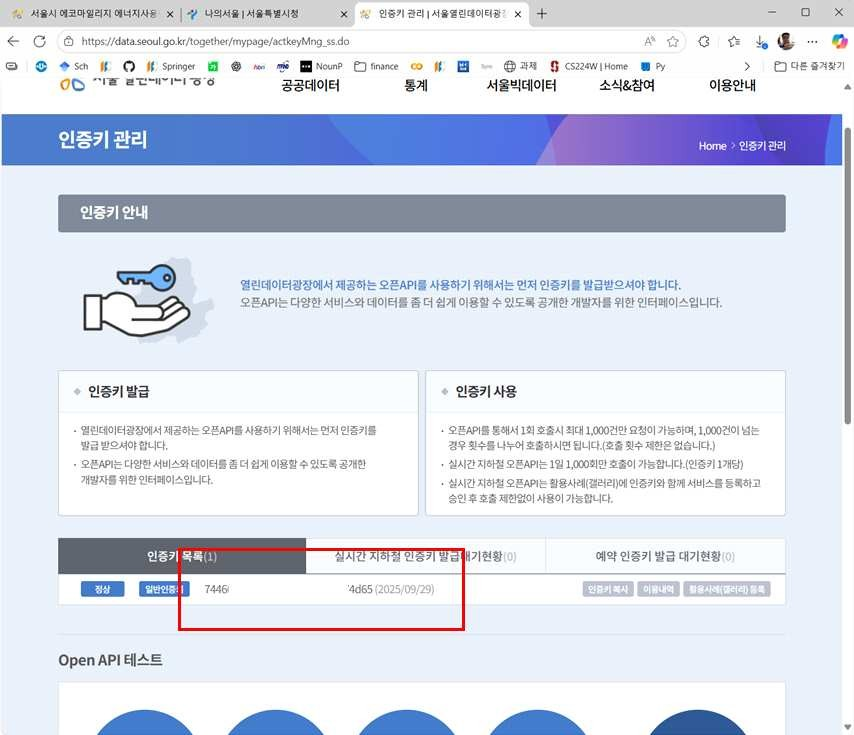 서울시 에코마일리지 에너지사용
나의서울 | 서울특별시청
인증키 관리 | 서울열린데이터광장
https://data.seoul.go.kr/together/mypage/actkeyMng_ss.do
Sch
Springer
NounP
finance
과제
CS224W | Home
Py
다른 즐겨찾기
서울 열린데이터 광장
공공데이터
통계
서울빅데이터
소식&참여
이용안내
인증키 관리
Home > 인증키 관리
인증키 안내
열린데이터광장에서 제공하는 오픈API를 사용하기 위해서는 먼저 인증키를 발급받으셔야 합니다.
오픈API는 다양한 서비스와 데이터를 좀 더 쉽게 이용할 수 있도록 공개한 개발자를 위한 인터페이스입니다.
인증키 발급
· 열린데이터광장에서 제공하는 오픈API를 사용하기 위해서는 먼저 인증키를
발급 받으셔야 합니다.
· 오픈API는 다양한 서비스와 데이터를 좀 더 쉽게 이용할 수 있도록 공개한
개발자를 위한 인터페이스입니다.
인증키 사용
· 오픈API를 통해서 1회 호출시 최대 1,000건만 요청이 가능하며, 1,000건이 넘는
경우 횟수를 나누어 호출하시면 됩니다.(호출 횟수 제한은 없습니다.)
· 실시간 지하철 오픈API는 1일 1,000회만 호출이 가능합니다.(인증키 1개당)
· 실시간 지하철 오픈API는 활용사례(갤러리)에 인증키와 함께 서비스를 등록하고
승인 후 호출 제한없이 사용이 가능합니다.
인증키 목록(1)
실시간 지하철 인증키 발급대기현황(0)
예약 인증키 발급 대기현황(0)
정상
일반인증키
7446
4d65 (2025/09/29)
인증키 복사
이용내역
활용사례(갤러리) 등록
Open API 테스트